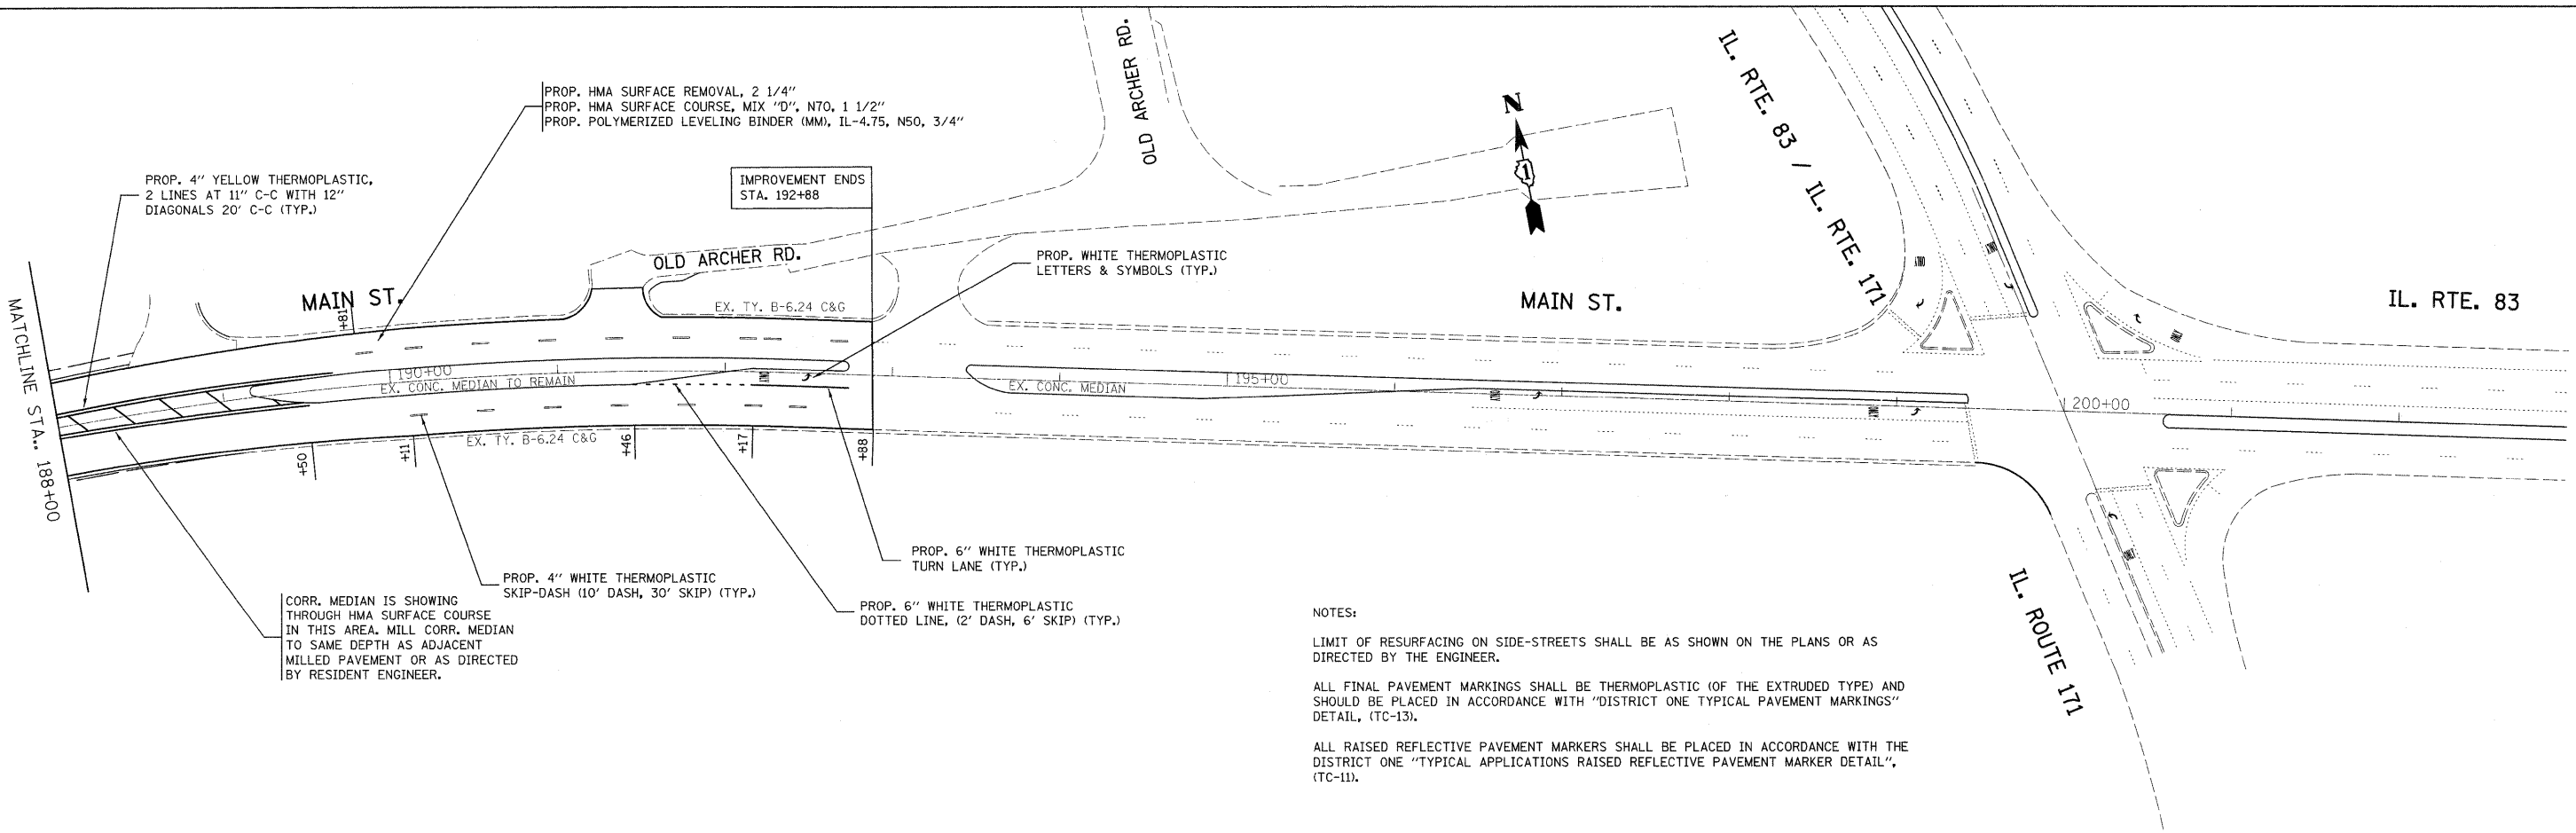 OLD ARCHER RD.
IL. RTE. 83 / IL. RTE. 171
PROP. HMA SURFACE REMOVAL, 2 1/4"
PROP. HMA SURFACE COURSE, MIX "D", N70, 1 1/2"
PROP. POLYMERIZED LEVELING BINDER (MM), IL-4.75, N50, 3/4"
N
1
PROP. 4" YELLOW THERMOPLASTIC,
2 LINES AT 11" C-C WITH 12"
DIAGONALS 20' C-C (TYP.)
IMPROVEMENT ENDS
STA. 192+88
OLD ARCHER RD.
PROP. WHITE THERMOPLASTIC
LETTERS & SYMBOLS (TYP.)
MAIN ST.
+81
EX. TY. B-6.24 C&G
MAIN ST.
IL. RTE. 83
MATCHLINE STA. 188+00
190+00
EX. CONC. MEDIAN TO REMAIN
EX. CONC. MEDIAN
195+00
200+00
EX. TY. B-6.24 C&G
+50
+11
+46
+17
+88
PROP. 6" WHITE THERMOPLASTIC
TURN LANE (TYP.)
PROP. 4" WHITE THERMOPLASTIC
SKIP-DASH (10' DASH, 30' SKIP) (TYP.)
PROP. 6" WHITE THERMOPLASTIC
DOTTED LINE, (2' DASH, 6' SKIP) (TYP.)
CORR. MEDIAN IS SHOWING
THROUGH HMA SURFACE COURSE
IN THIS AREA. MILL CORR. MEDIAN
TO SAME DEPTH AS ADJACENT
MILLED PAVEMENT OR AS DIRECTED
BY RESIDENT ENGINEER.
IL. ROUTE 171
NOTES:
LIMIT OF RESURFACING ON SIDE-STREETS SHALL BE AS SHOWN ON THE PLANS OR AS
DIRECTED BY THE ENGINEER.
ALL FINAL PAVEMENT MARKINGS SHALL BE THERMOPLASTIC (OF THE EXTRUDED TYPE) AND
SHOULD BE PLACED IN ACCORDANCE WITH "DISTRICT ONE TYPICAL PAVEMENT MARKINGS"
DETAIL, (TC-13).
ALL RAISED REFLECTIVE PAVEMENT MARKERS SHALL BE PLACED IN ACCORDANCE WITH THE
DISTRICT ONE "TYPICAL APPLICATIONS RAISED REFLECTIVE PAVEMENT MARKER DETAIL",
(TC-11).